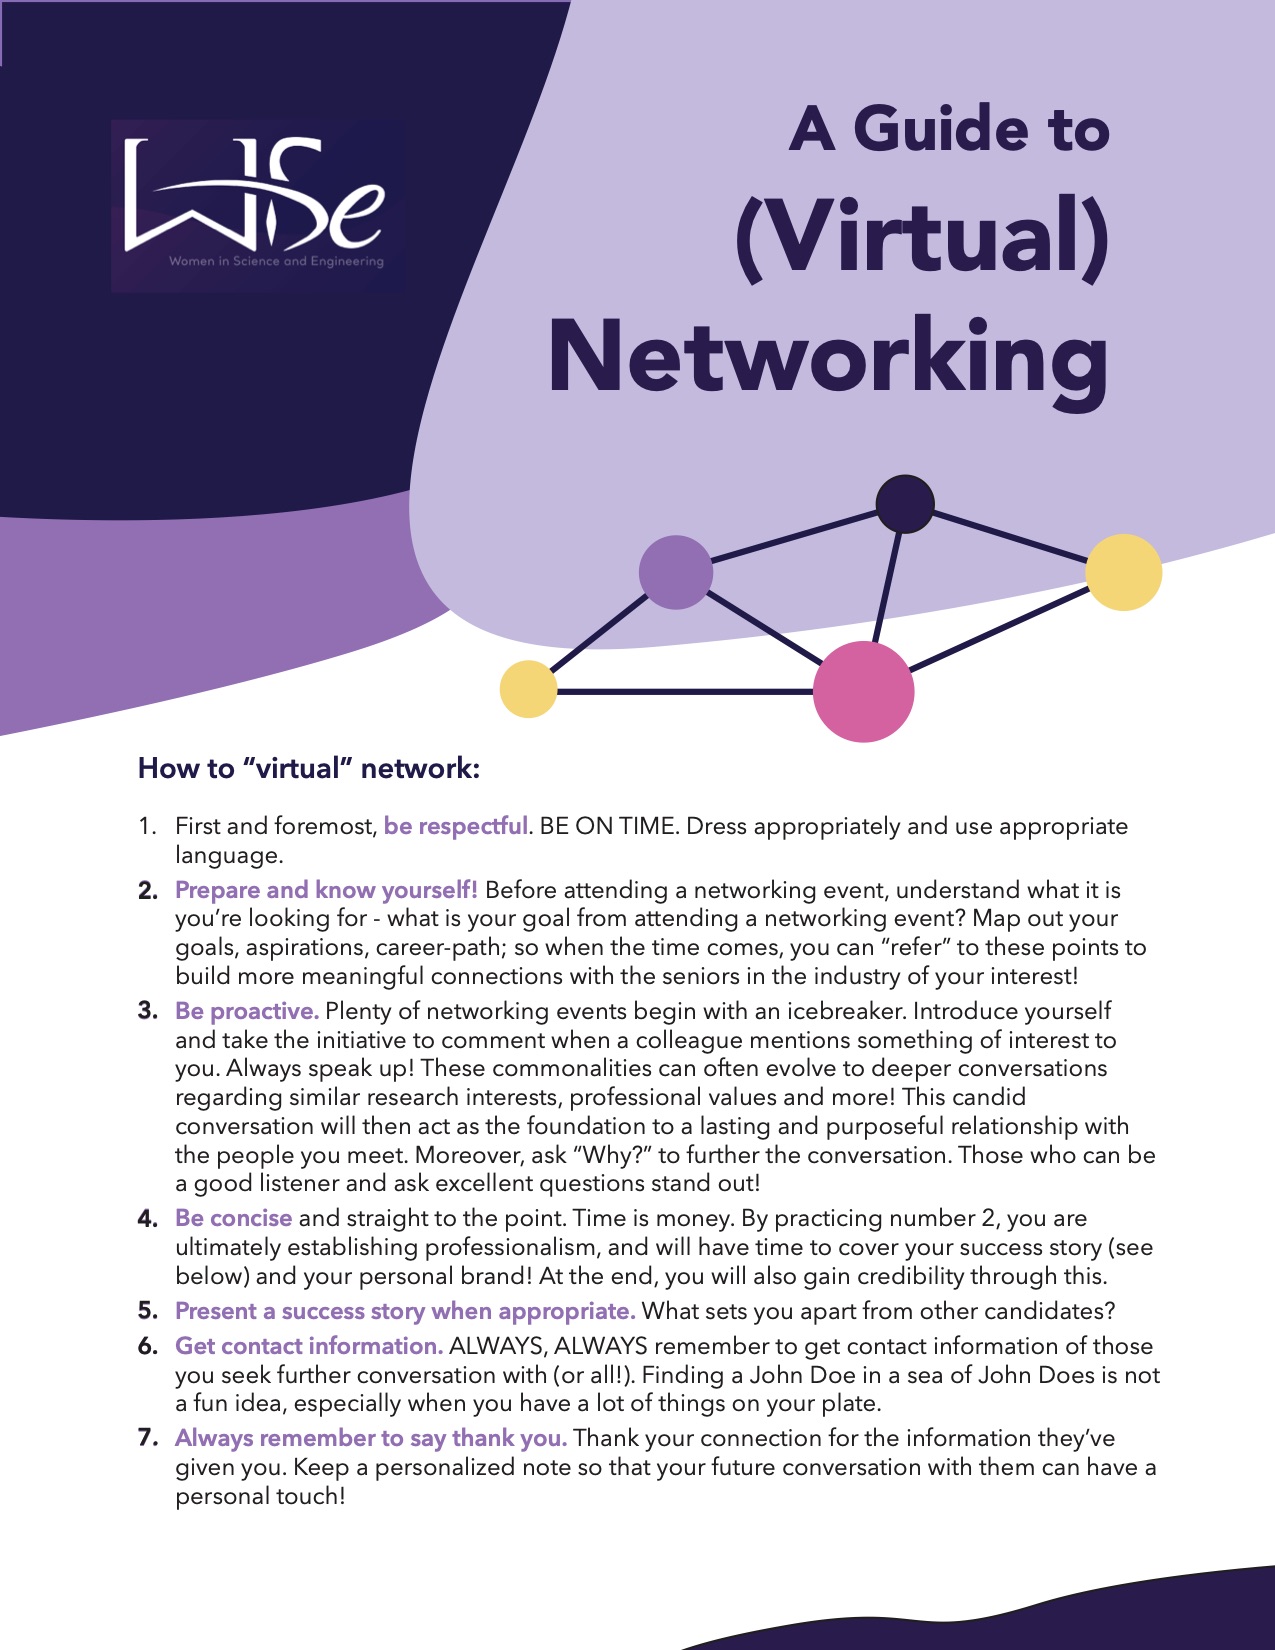 WISe
Women in Science and Engineering
A Guide to
(Virtual)
Networking
How to “virtual” network:
1. First and foremost, be respectful. BE ON TIME. Dress appropriately and use appropriate
language.
2. Prepare and know yourself! Before attending a networking event, understand what it is
you’re looking for - what is your goal from attending a networking event? Map out your
goals, aspirations, career-path; so when the time comes, you can “refer” to these points to
build more meaningful connections with the seniors in the industry of your interest!
3. Be proactive. Plenty of networking events begin with an icebreaker. Introduce yourself
and take the initiative to comment when a colleague mentions something of interest to
you. Always speak up! These commonalities can often evolve to deeper conversations
regarding similar research interests, professional values and more! This candid
conversation will then act as the foundation to a lasting and purposeful relationship with
the people you meet. Moreover, ask “Why?” to further the conversation. Those who can be
a good listener and ask excellent questions stand out!
4. Be concise and straight to the point. Time is money. By practicing number 2, you are
ultimately establishing professionalism, and will have time to cover your success story (see
below) and your personal brand! At the end, you will also gain credibility through this.
5. Present a success story when appropriate. What sets you apart from other candidates?
6. Get contact information. ALWAYS, ALWAYS remember to get contact information of those
you seek further conversation with (or all!). Finding a John Doe in a sea of John Does is not
a fun idea, especially when you have a lot of things on your plate.
7. Always remember to say thank you. Thank your connection for the information they’ve
given you. Keep a personalized note so that your future conversation with them can have a
personal touch!